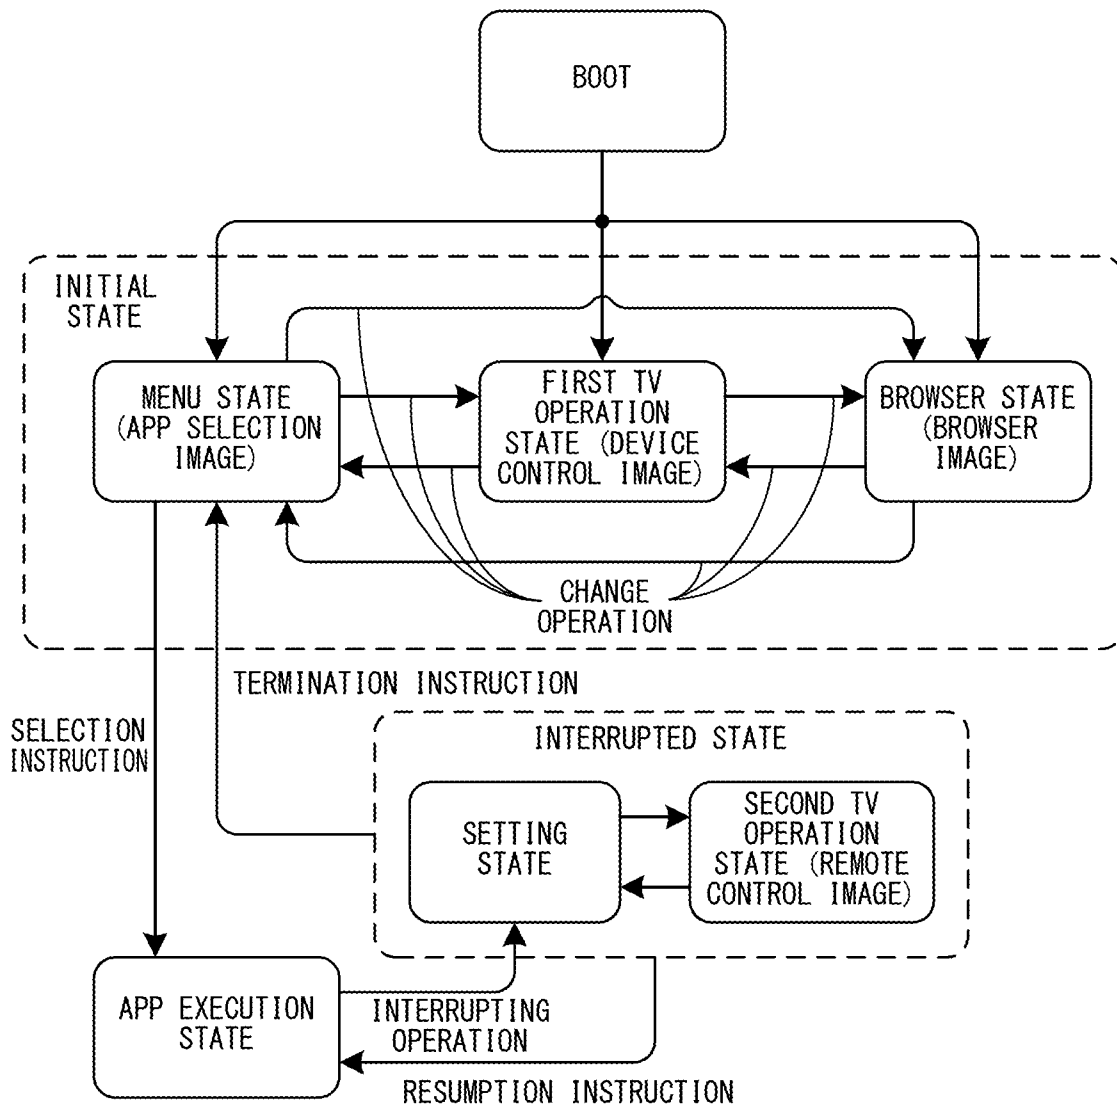 BOOT
INITIAL
STATE
MENU STATE
(APP SELECTION
IMAGE)
FIRST TV
OPERATION
STATE (DEVICE
CONTROL IMAGE)
BROWSER STATE
(BROWSER
IMAGE)
CHANGE
OPERATION
TERMINATION INSTRUCTION
SELECTION
INSTRUCTION
INTERRUPTED STATE
SETTING
STATE
SECOND TV
OPERATION
STATE (REMOTE
CONTROL IMAGE)
APP EXECUTION
STATE
INTERRUPTING
OPERATION
RESUMPTION INSTRUCTION